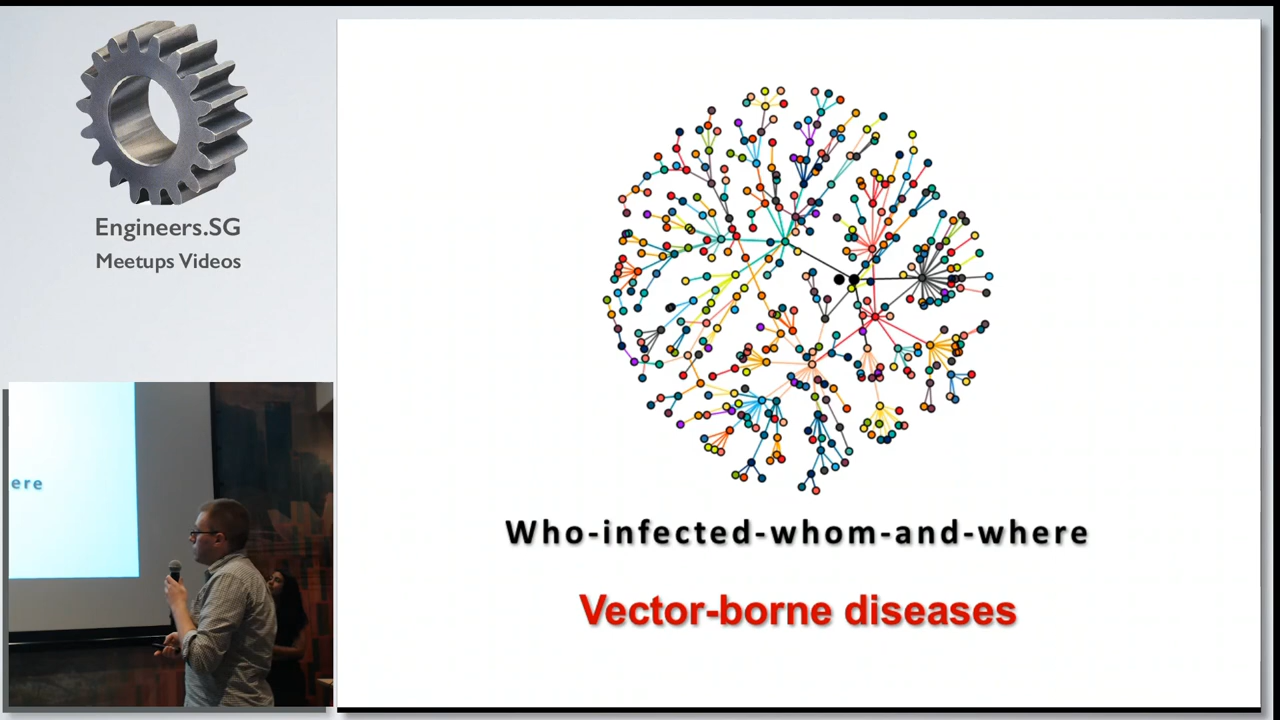 Engineers.SG
Meetups Videos
ere
Who-infected-whom-and-where
Vector-borne diseases